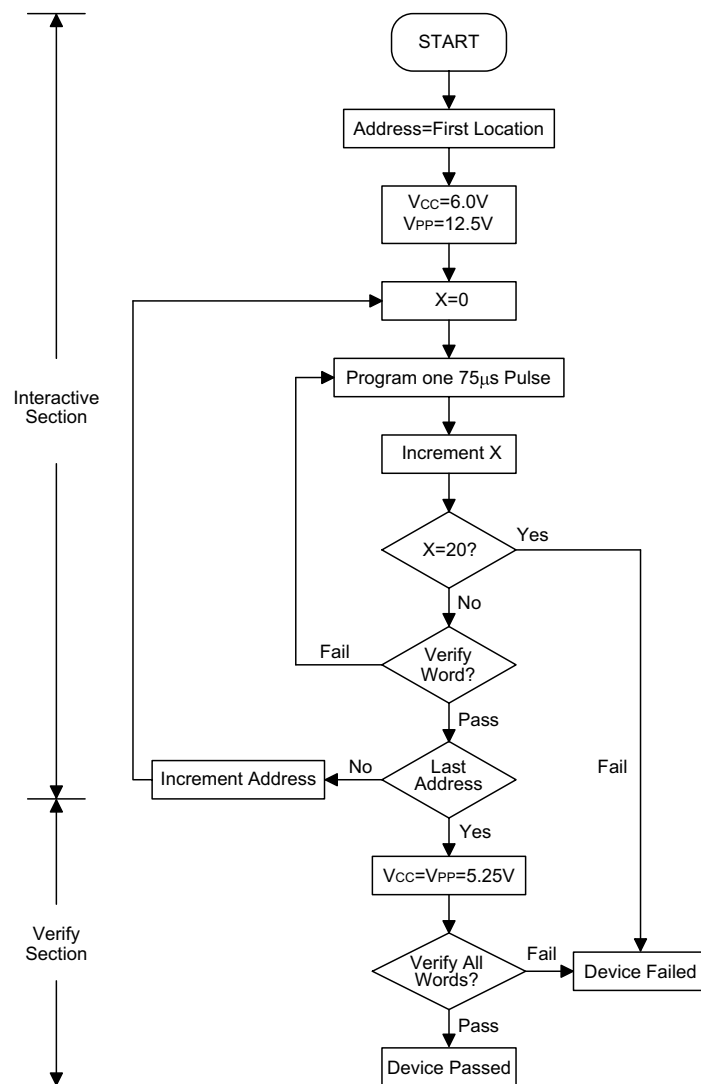 START
Address=First Location
VCC=6.0V
VPP=12.5V
X=0
Program one 75μs Pulse
Interactive
Section
Increment X
X=20?
Yes
No
Fail
Verify
Word?
Pass
Increment Address
No
Last
Address
Fail
Yes
VCC=VPP=5.25V
Verify
Section
Verify All
Words?
Fail
Device Failed
Pass
Device Passed